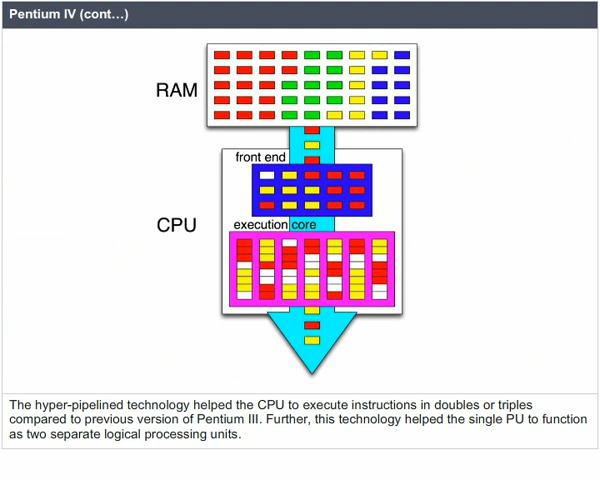 Pentium IV (cont…)
RAM
front end
CPU
execution core
The hyper-pipelined technology helped the CPU to execute instructions in doubles or triples
compared to previous version of Pentium III. Further, this technology helped the single PU to function
as two separate logical processing units.